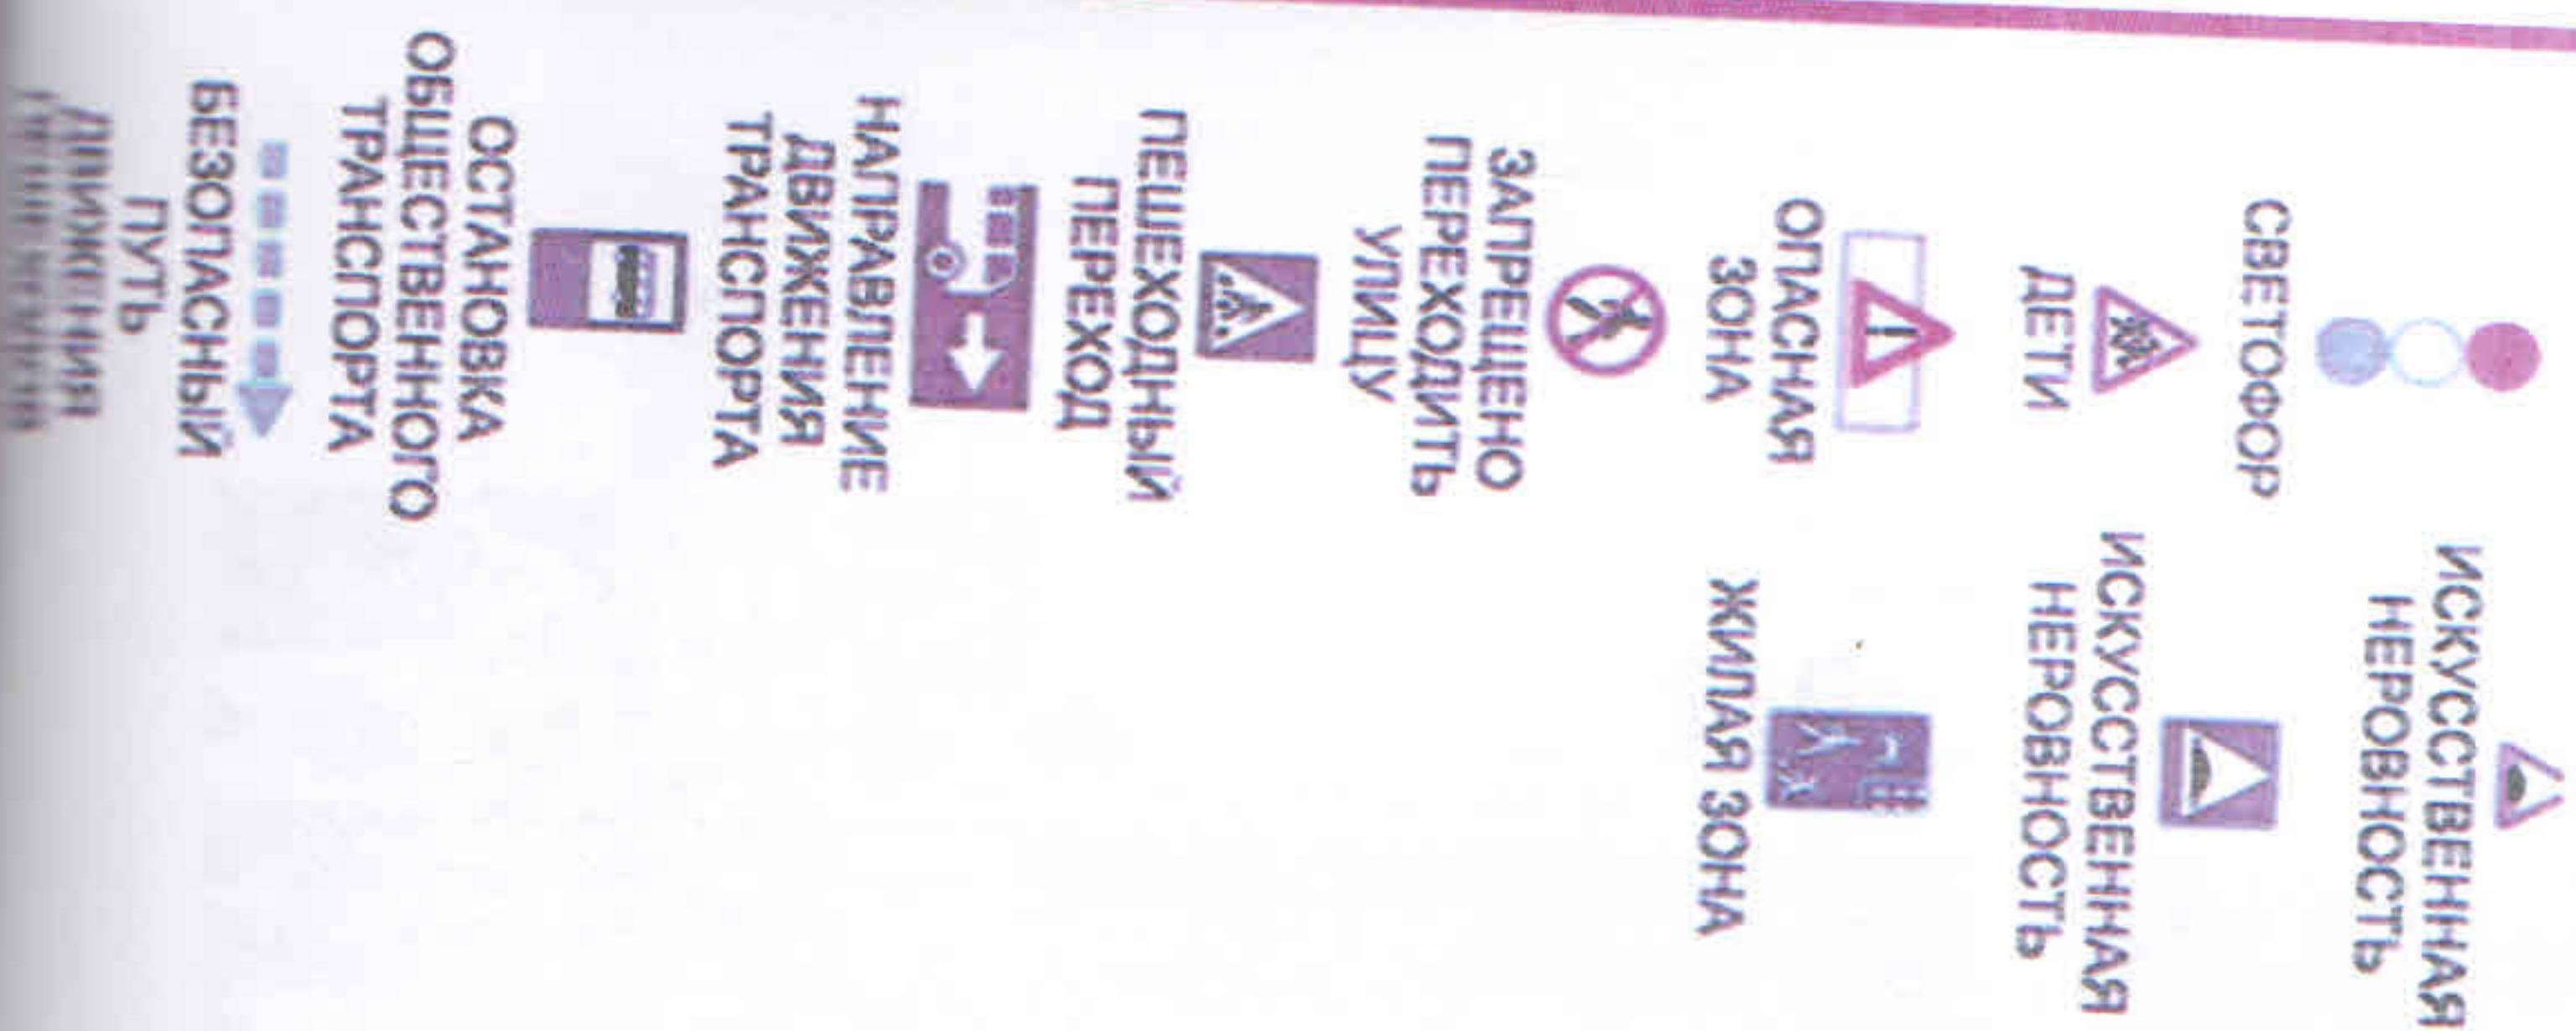 СВЕТОФОР
ДЕТИ
ОПАСНАЯ
ЗОНА
ЗАПРЕЩЕНО
ПЕРЕХОДИТЬ
УЛИЦУ
ПЕШЕХОДНЫЙ
ПЕРЕХОД
НАПРАВЛЕНИЕ
ДВИЖЕНИЯ
ТРАНСПОРТА
ОСТАНОВКА
ОБЩЕСТВЕННОГО
ТРАНСПОРТА
БЕЗОПАСНЫЙ
ПУТЬ
ДВИЖЕНИЯ
ИСКУССТВЕННАЯ
НЕРОВНОСТЬ
ИСКУССТВЕННАЯ
НЕРОВНОСТЬ
ЖИЛАЯ ЗОНА